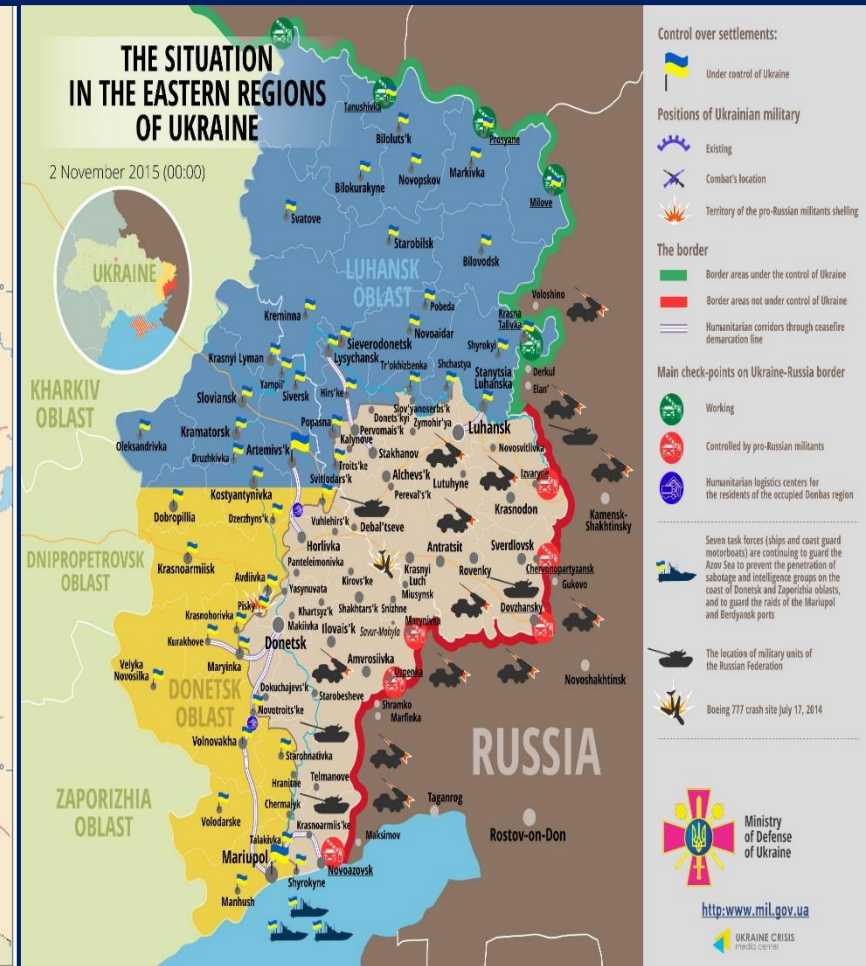 THE SITUATION
IN THE EASTERN REGIONS
OF UKRAINE
2 November 2015 (00:00)
UKRAINE
KHARKIV
OBLAST
DNIPROPETROVSK
OBLAST
ZAPORIZHIA
OBLAST
LUHANSK
OBLAST
DONETSK
OBLAST
RUSSIA
Tanushivka
Biloluts'k
Prosyane
Bilokurakyne
Novopskov
Markivka
Milove
Svatove
Starobilsk
Bilovodsk
Kreminna
Pobeda
Krasna
Talivka
Voloshino
Sieverodonetsk
Novoaidar
Krasnyi Lyman
Lysychansk
Shyrokyi
Yampil'
Tr'okhizbenka
Shchastya
Derkul
Sloviansk
Siversk
Hirs'ke
Stanytsia
Luhanska
Elan'
Slov'yanoserbs'k
Donets'kyi
Zymohir'ya
Kramatorsk
Popasna
Pervomais'k
Luhansk
Oleksandrivka
Artemivs'k
Kalynove
Druzhkivka
Stakhanov
Novosvitlivka
Troits'ke
Svitlodars'k
Alchevs'k
Lutuhyne
Izvaryne
Kostyantynivka
Pereval's'k
Krasnodon
Kamensk-
Shakhtinsky
Dobropillia
Dzerzhyns'k
Vuhlehirs'k
Debal'tseve
Horlivka
Antratsit
Sverdlovsk
Krasnoarmiisk
Panteleimonivka
Krasnyi
Luch
Rovenky
Chervonopartyzansk
Avdiivka
Yasynuvata
Kirovs'ke
Miusynsk
Gukovo
Pisky
Khartsyz'k
Shakhtars'k
Snizhne
Dovzhansky
Krasnohorivka
Makiivka
Ilovais'k
Savur-Mohyla
Marynivka
Kurakhove
Donetsk
Maryinka
Amvrosiivka
Uspenka
Velyka
Novosilka
Dokuchajevs'k
Starobesheve
Novoshakhtinsk
Novotroits'ke
Shramko
Marfinka
Volnovakha
Starohnativka
Hranitne
Telmanove
Volodarske
Chermalyk
Taganrog
Krasnoarmiis'ke
Talakivka
Maksimov
Rostov-on-Don
Mariupol
Novoazovsk
Shyrokyne
Manhush
Control over settlements:
Under control of Ukraine
Positions of Ukrainian military
Existing
Combat's location
Territory of the pro-Russian militants shelling
The border
Border areas under the control of Ukraine
Border areas not under control of Ukraine
Humanitarian corridors through ceasefire
demarcation line
Main check-points on Ukraine-Russia border
Working
Controlled by pro-Russian militants
Humanitarian logistics centers for
the residents of the occupied Donbas region
Seven task forces (ships and coast guard
motorboats) are continuing to guard the
Azov Sea to prevent the penetration of
sabotage and intelligence groups on the
coast of Donetsk and Zaporizhia oblasts,
and to guard the raids of the Mariupol
and Berdyansk ports
The location of military units of
the Russian Federation
Boeing 777 crash site July 17, 2014
Ministry
of Defense
of Ukraine
http:www.mil.gov.ua
UKRAINE CRISIS
media center